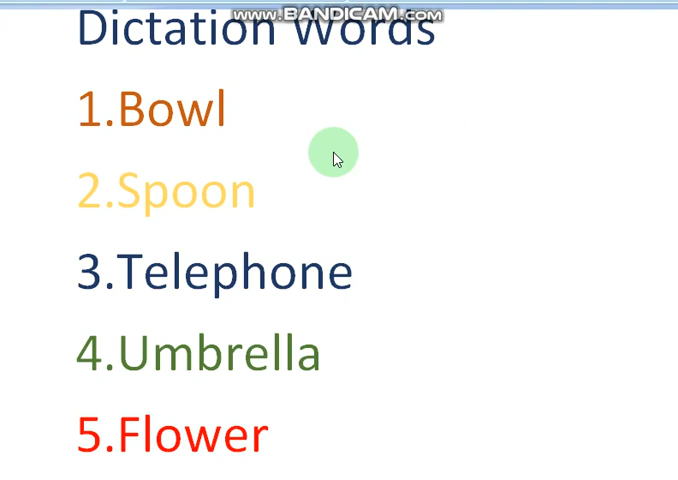 www.BANDICAM.com
Dictation Words
1.Bowl
2.Spoon
3.Telephone
4.Umbrella
5.Flower